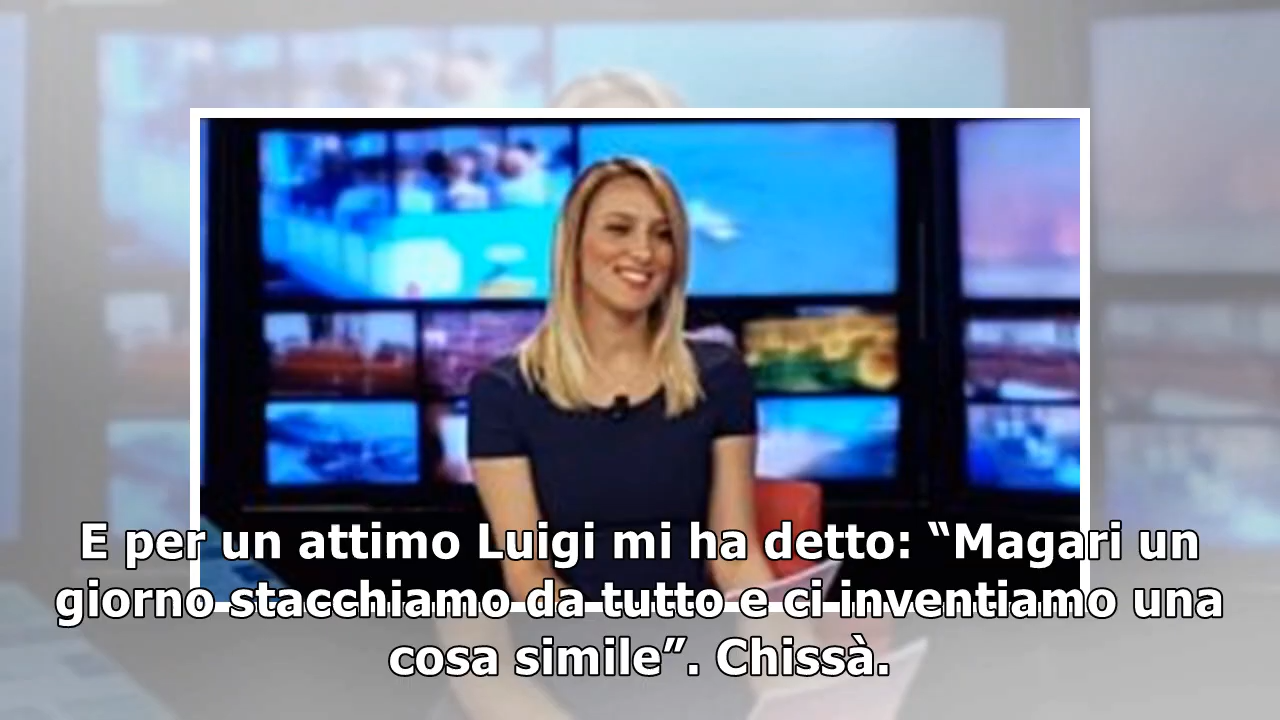 E per un attimo Luigi mi ha detto: “Magari un
giorno stacchiamo da tutto e ci inventiamo una
cosa simile”. Chissà.